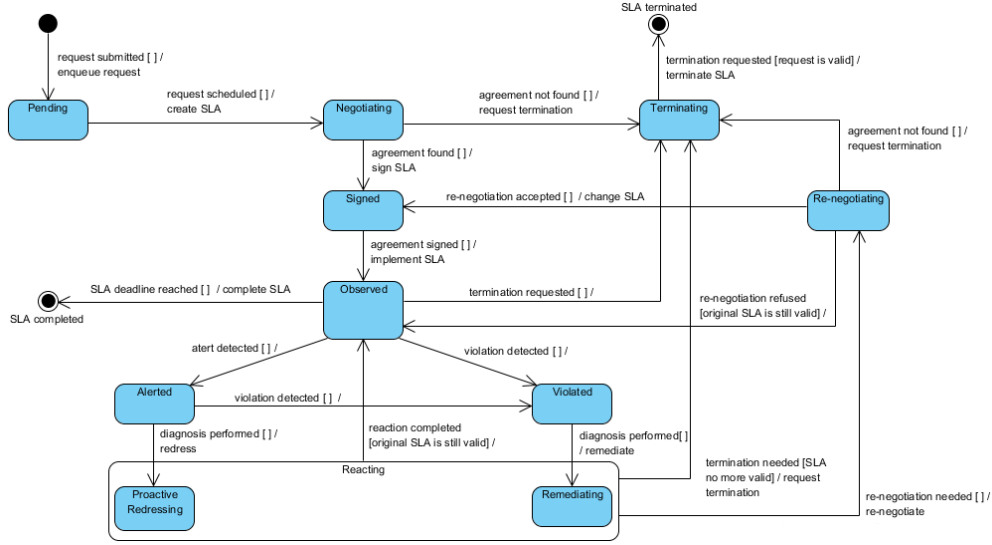 SLA terminated
request submitted [ ] /
enqueue request
termination requested [request is valid] /
terminate SLA
request scheduled [ ] /
create SLA
agreement not found [ ] /
request termination
Pending
Negotiating
Terminating
agreement not found [ ] /
request termination
agreement found [ ] /
sign SLA
Signed
re-negotiation accepted [ ] / change SLA
Re-negotiating
agreement signed [ ] /
implement SLA
SLA deadline reached [ ] / complete SLA
Observed
termination requested [ ] /
re-negotiation refused
[original SLA is still valid] /
SLA completed
atert detected [ ] /
violation detected [ ] /
Alerted
violation detected [ ] /
Violated
diagnosis performed [ ] /
redress
reaction completed
[original SLA is still valid] /
diagnosis performed[ ]
/ remediate
Reacting
termination needed [SLA
no more valid] / request
termination
Proactive
Redressing
Remediating
re-negotiation needed [ ] /
re-negotiate